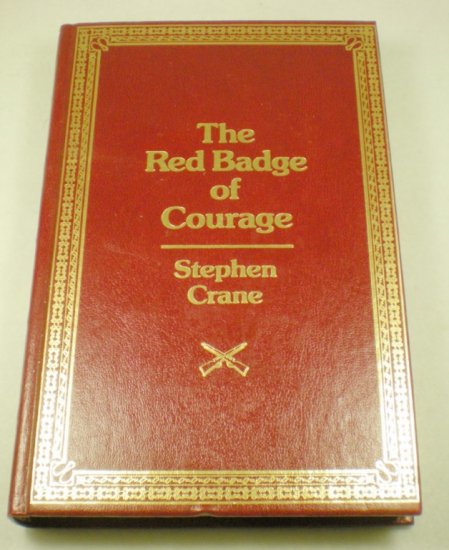 The
Red Badge
of
Courage
Stephen
Crane